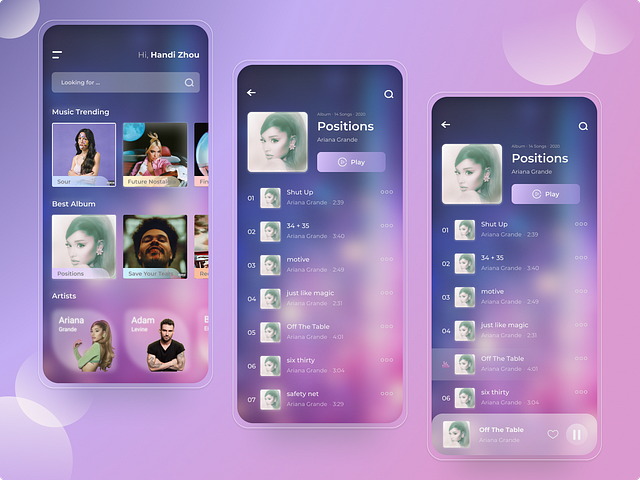 Hi, Handi Zhou
Looking for ...
Music Trending
Sour
Future Nostal
Fin
Best Album
Positions
Save Your Tears
Artists
Ariana
Grande
Adam
Levine
B
Album · 14 Songs · 2020
Positions
Ariana Grande
Play
01 Shut Up
Ariana Grande · 2:39
02 34 + 35
Ariana Grande · 3:40
03 motive
Ariana Grande · 2:49
04 just like magic
Ariana Grande · 2:31
05 Off The Table
Ariana Grande · 4:01
06 six thirty
Ariana Grande · 3:04
07 safety net
Ariana Grande · 3:29
Album · 14 Songs · 2020
Positions
Ariana Grande
Play
01 Shut Up
Ariana Grande · 2:39
02 34 + 35
Ariana Grande · 3:40
03 motive
Ariana Grande · 2:49
04 just like magic
Ariana Grande · 2:31
Off The Table
Ariana Grande · 4:01
06 six thirty
Ariana Grande · 3:04
Off The Table
Ariana Grande